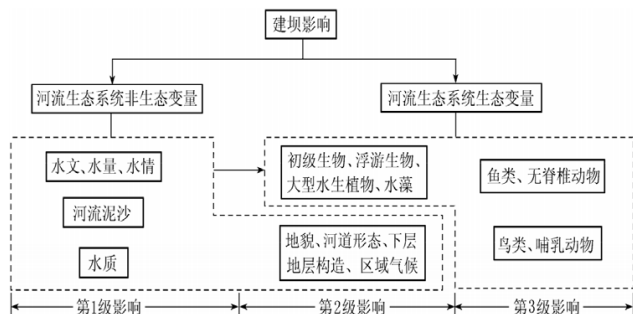 建坝影响
河流生态系统非生态变量
河流生态系统生态变量
水文、水量、水情
河流泥沙
水质
初级生物、浮游生物、
大型水生植物、水藻
地貌、河道形态、下层
地层构造、区域气候
鱼类、无脊椎动物
鸟类、哺乳动物
第1级影响
第2级影响
第3级影响